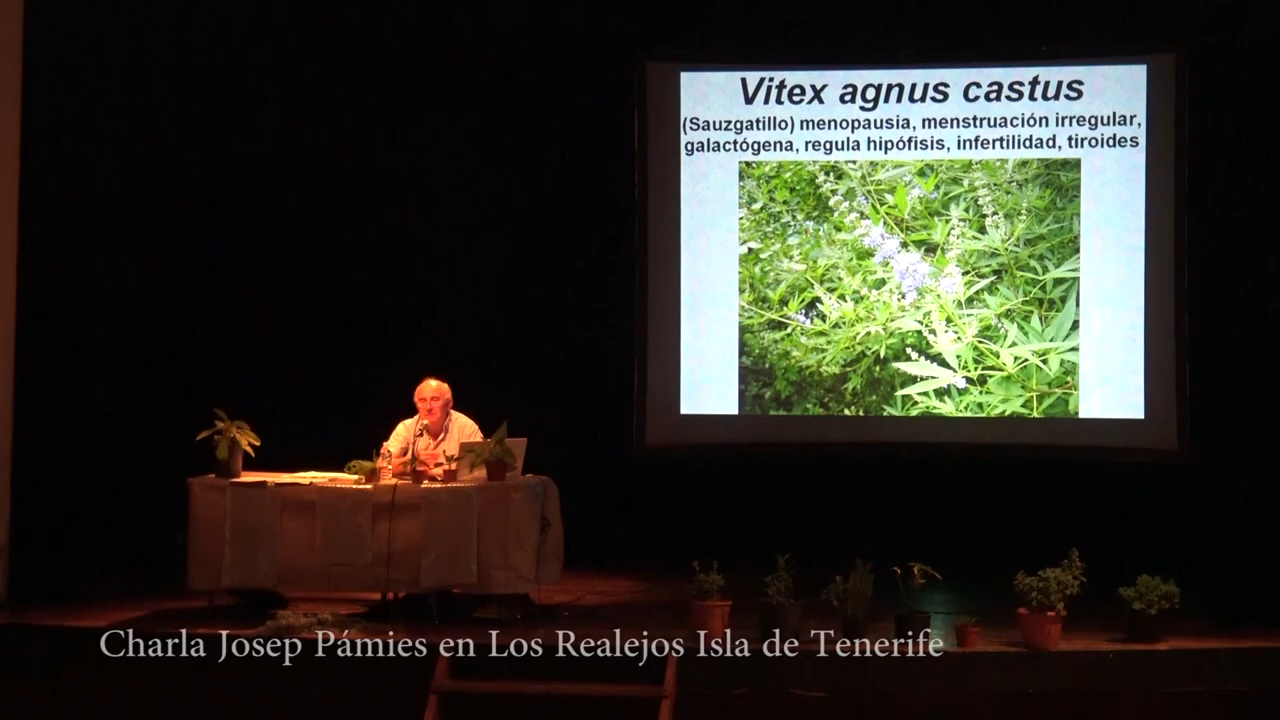 Vitex agnus castus
(Sauzgatillo) menopausia, menstruación irregular,
galactógena, regula hipófisis, infertilidad, tiroides
Charla Josep Pámies en Los Realejos Isla de Tenerife